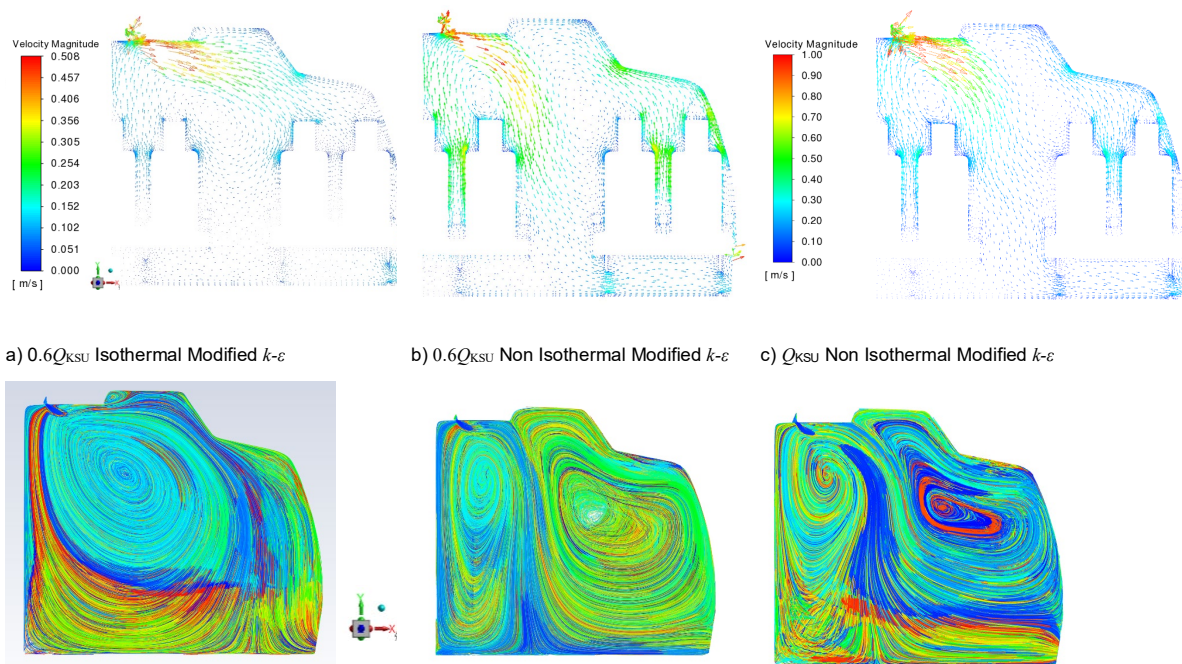 Velocity Magnitude
0.508
0.457
0.406
0.356
0.305
0.254
0.203
0.152
0.102
0.051
0.000
[ m/s ]
Y
X
Velocity Magnitude
1.00
0.90
0.80
0.70
0.60
0.50
0.40
0.30
0.20
0.10
0.00
[ m/s ]
a) 0.6QKSU Isothermal Modified k-ε
b) 0.6QKSU Non Isothermal Modified k-ε
c) QKSU Non Isothermal Modified k-ε
Y
X